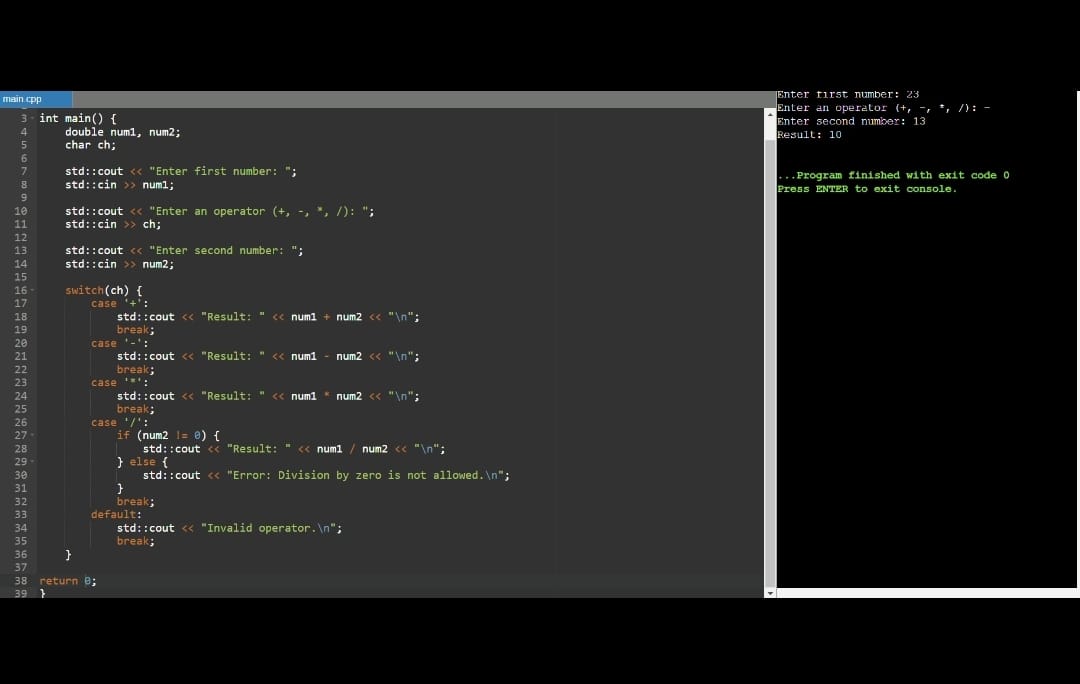 main.cpp
3 int main() {
4 double num1, num2;
5 char ch;
6
7 std::cout << "Enter first number: ";
8 std::cin >> num1;
9
10 std::cout << "Enter an operator (+, -, *, /): ";
11 std::cin >> ch;
12
13 std::cout << "Enter second number: ";
14 std::cin >> num2;
15
16 switch(ch) {
17 case '+':
18 std::cout << "Result: " << num1 + num2 << "\n";
19 break;
20 case '-':
21 std::cout << "Result: " << num1 - num2 << "\n";
22 break;
23 case '*':
24 std::cout << "Result: " << num1 * num2 << "\n";
25 break;
26 case '/':
27 if (num2 != 0) {
28 std::cout << "Result: " << num1 / num2 << "\n";
29 } else {
30 std::cout << "Error: Division by zero is not allowed.\n";
31 }
32 break;
33 default:
34 std::cout << "Invalid operator.\n";
35 break;
36 }
37
38 return 0;
39 }
Enter first number: 23
Enter an operator (+, -, *, /): -
Enter second number: 13
Result: 10
...Program finished with exit code 0
Press ENTER to exit console.